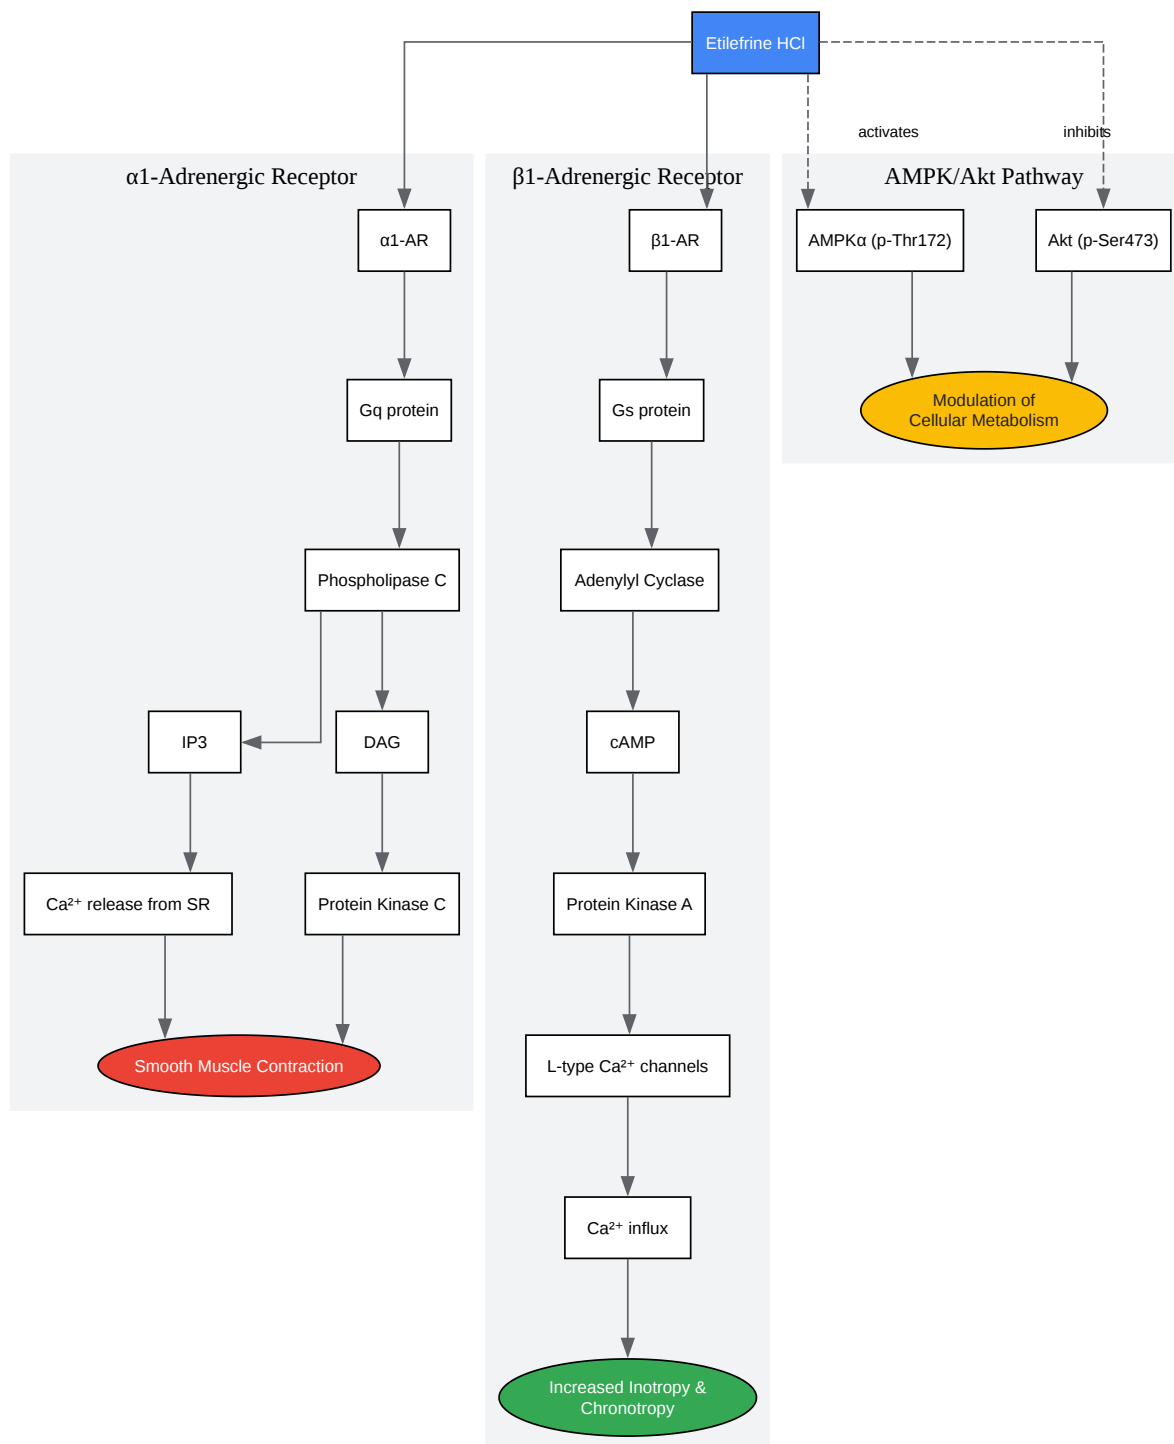 Etilefrine HCl
activates
inhibits
α1-Adrenergic Receptor
β1-Adrenergic Receptor
AMPK/Akt Pathway
α1-AR
β1-AR
AMPKα (p-Thr172)
Akt (p-Ser473)
Gq protein
Gs protein
Modulation of
Cellular Metabolism
Phospholipase C
Adenylyl Cyclase
IP3
DAG
cAMP
Ca²⁺ release from SR
Protein Kinase C
Protein Kinase A
Smooth Muscle Contraction
L-type Ca²⁺ channels
Ca²⁺ influx
Increased Inotropy &
Chronotropy